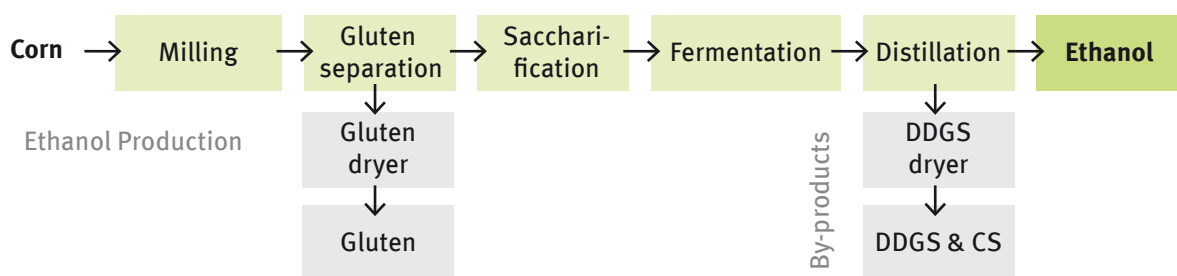 Corn
Milling
Gluten
separation
Sacchari-
fication
Fermentation
Distillation
Ethanol
Ethanol Production
Gluten
dryer
By-products
DDGS
dryer
Gluten
DDGS & CS